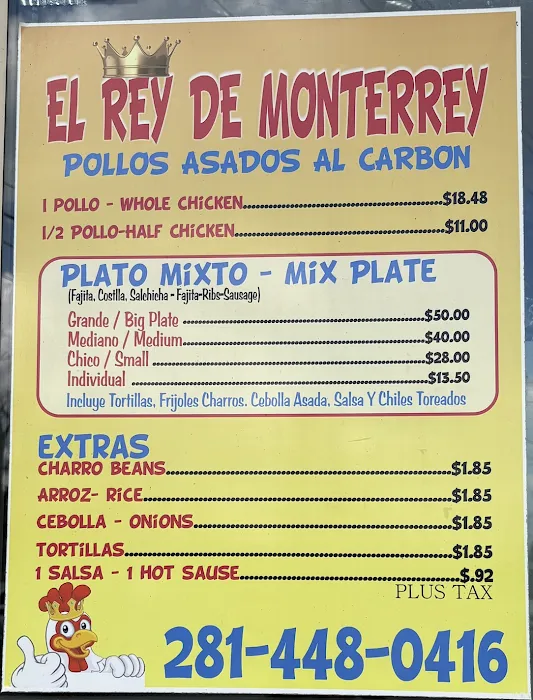 EL REY DE MONTERREY
POLLOS ASADOS AL CARBON
1 POLLO - WHOLE CHICKEN $18.48
1/2 POLLO-HALF CHICKEN $11.00
PLATO MIXTO - MIX PLATE
(Fajita, Costlla, Salchicha - Fajita-Ribs-Sausage)
Grande / Big Plate $50.00
Mediano / Medium $40.00
Chico / Small $28.00
Individual $13.50
Incluye Tortillas, Frijoles Charros. Cebolla Asada, Salsa Y Chiles Toreados
EXTRAS
CHARRO BEANS $1.85
ARROZ- RICE $1.85
CEBOLLA - ONIONS $1.85
TORTILLAS $1.85
1 SALSA - 1 HOT SAUSE $.92
PLUS TAX
281-448-0416